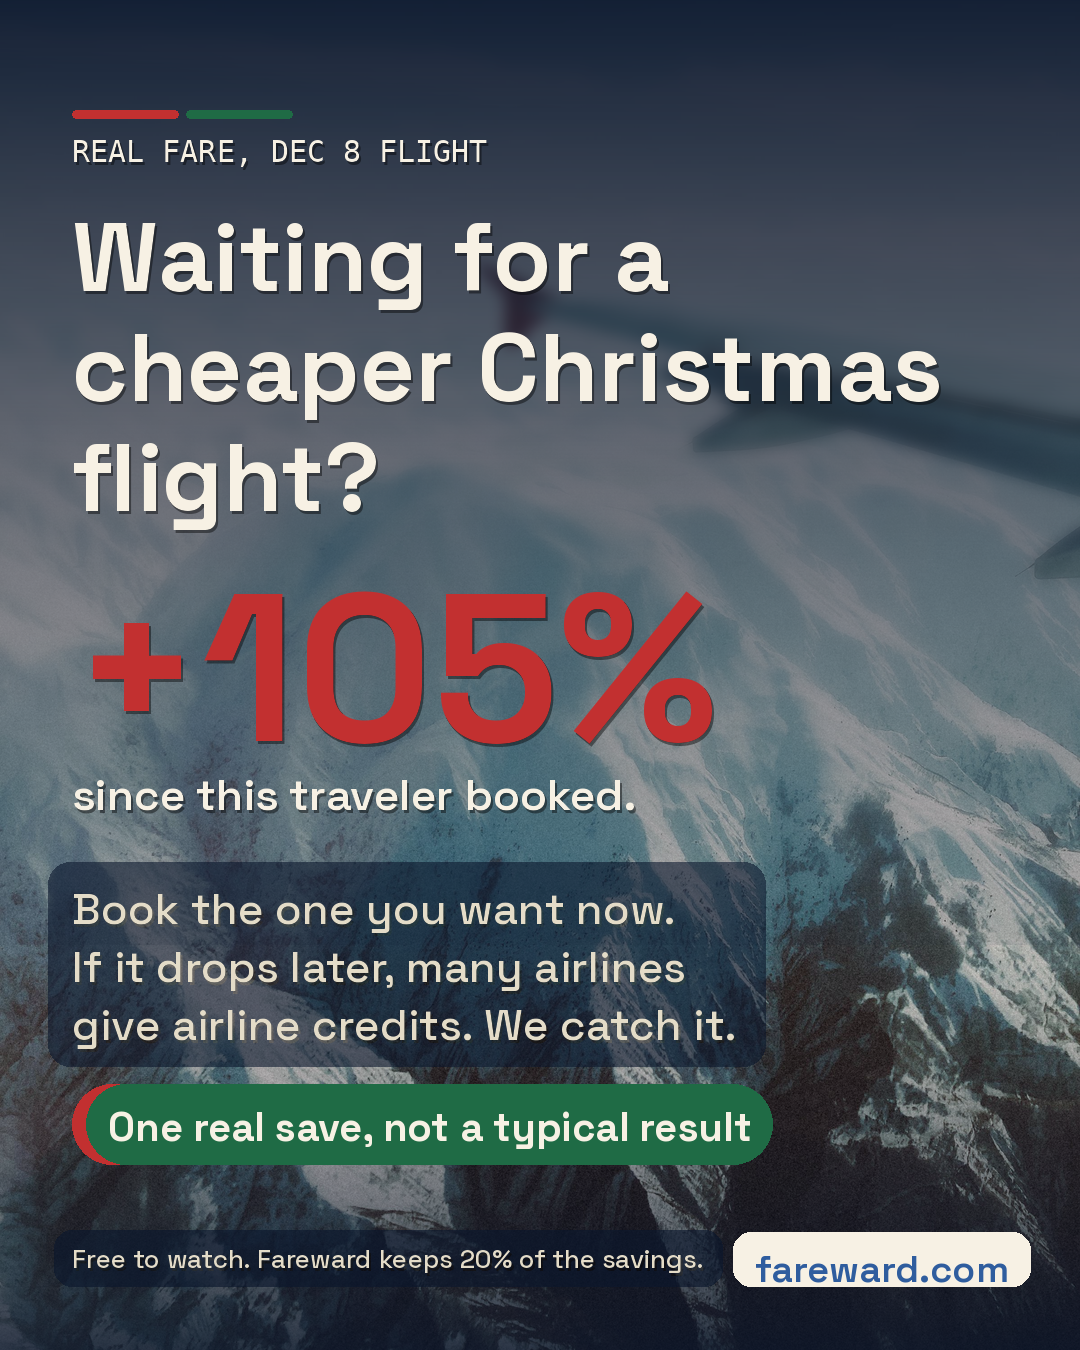 REAL FARE, DEC 8 FLIGHT
Waiting for a
cheaper Christmas
flight?
+105%
since this traveler booked.
Book the one you want now.
If it drops later, many airlines
give airline credits. We catch it.
One real save, not a typical result
Free to watch. Fareward keeps 20% of the savings.
fareward.com